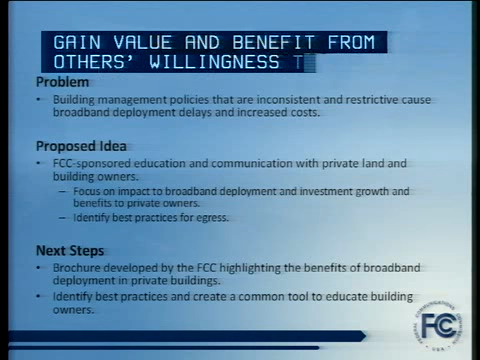 GAIN VALUE AND BENEFIT FROM
OTHERS' WILLINGNESS T
Problem
• Building management policies that are inconsistent and restrictive cause
broadband deployment delays and increased costs.
Proposed Idea
• FCC-sponsored education and communication with private land and
building owners.
– Focus on impact to broadband deployment and investment growth and
benefits to private owners.
– Identify best practices for egress.
Next Steps
• Brochure developed by the FCC highlighting the benefits of broadband
deployment in private buildings.
• Identify best practices and create a common tool to educate building
owners.
FEDERAL COMMUNICATIONS COMMISSION
FCC
USA